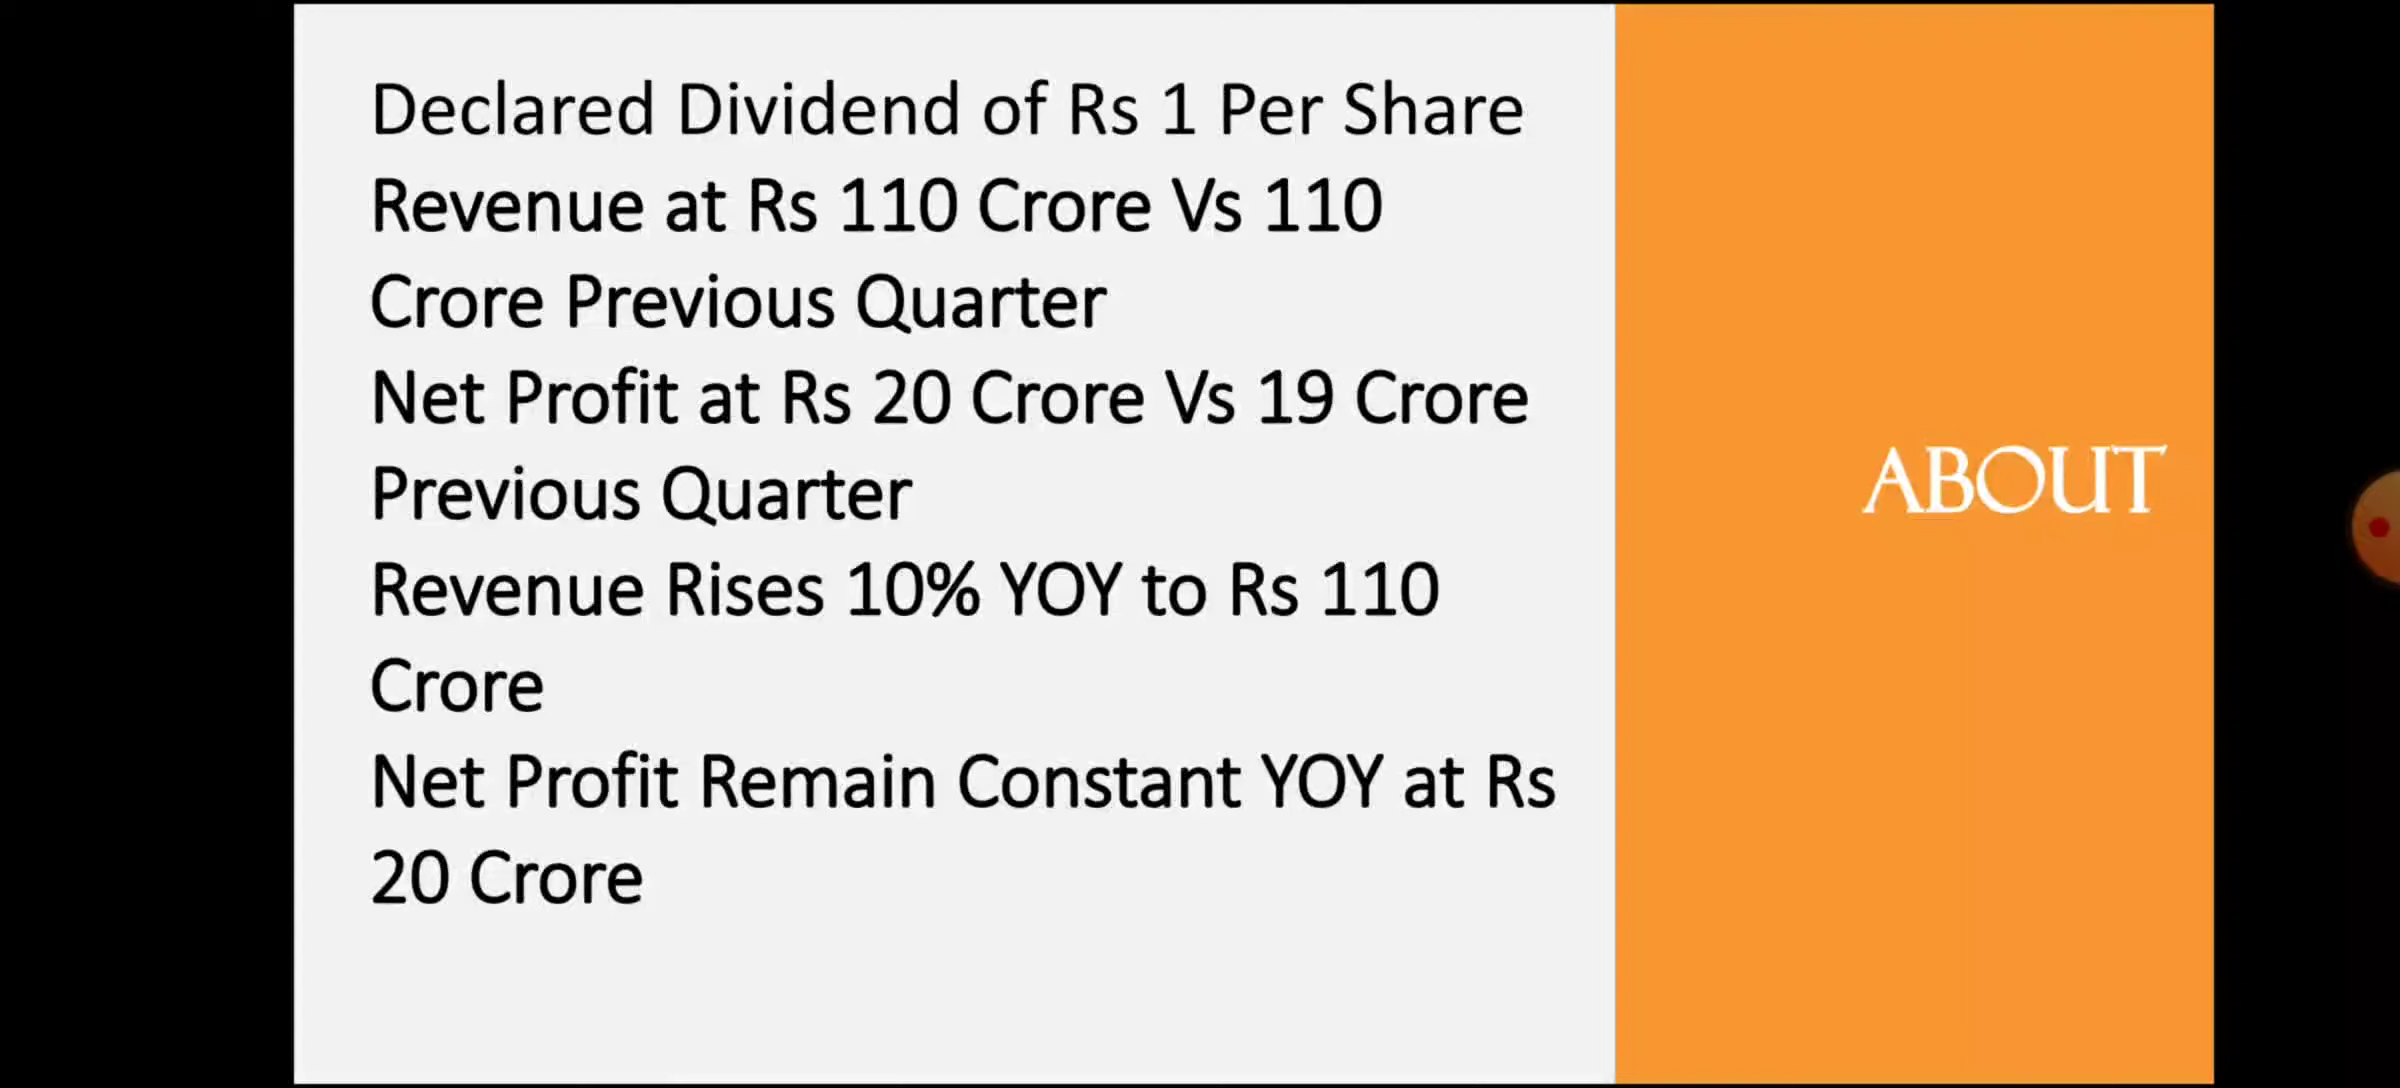 Declared Dividend of Rs 1 Per Share
Revenue at Rs 110 Crore Vs 110
Crore Previous Quarter
Net Profit at Rs 20 Crore Vs 19 Crore
Previous Quarter
Revenue Rises 10% YOY to Rs 110
Crore
Net Profit Remain Constant YOY at Rs
20 Crore
ABOUT